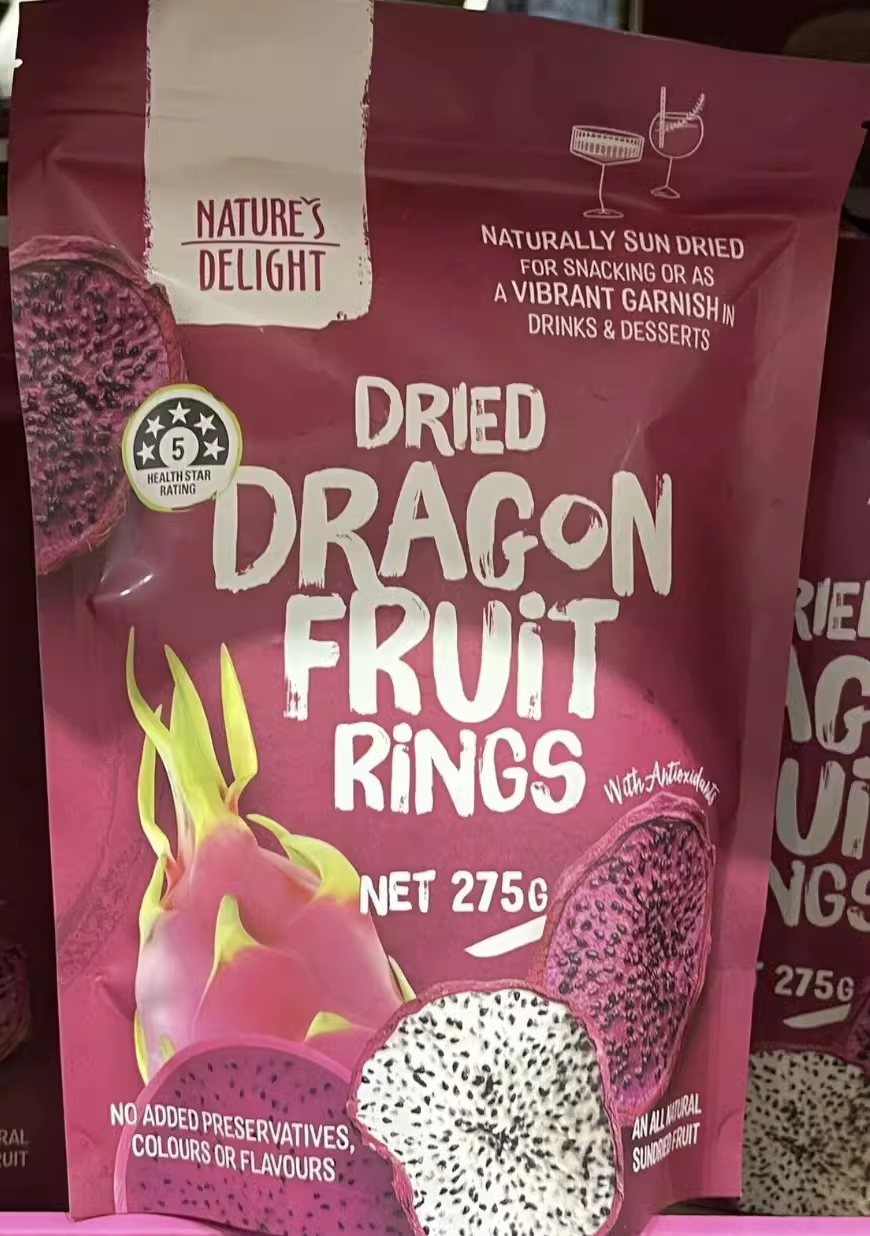 NATURE'S
DELIGHT
NATURALLY SUN DRIED
FOR SNACKING OR AS
A VIBRANT GARNISH IN
DRINKS & DESSERTS
5
HEALTH STAR
RATING
DRIED
DRAGON
FRUIT
RINGS
With Antioxidants
NET 275G
NO ADDED PRESERVATIVES,
COLOURS OR FLAVOURS
AN ALL NATURAL
SUNDRIED FRUIT
275G